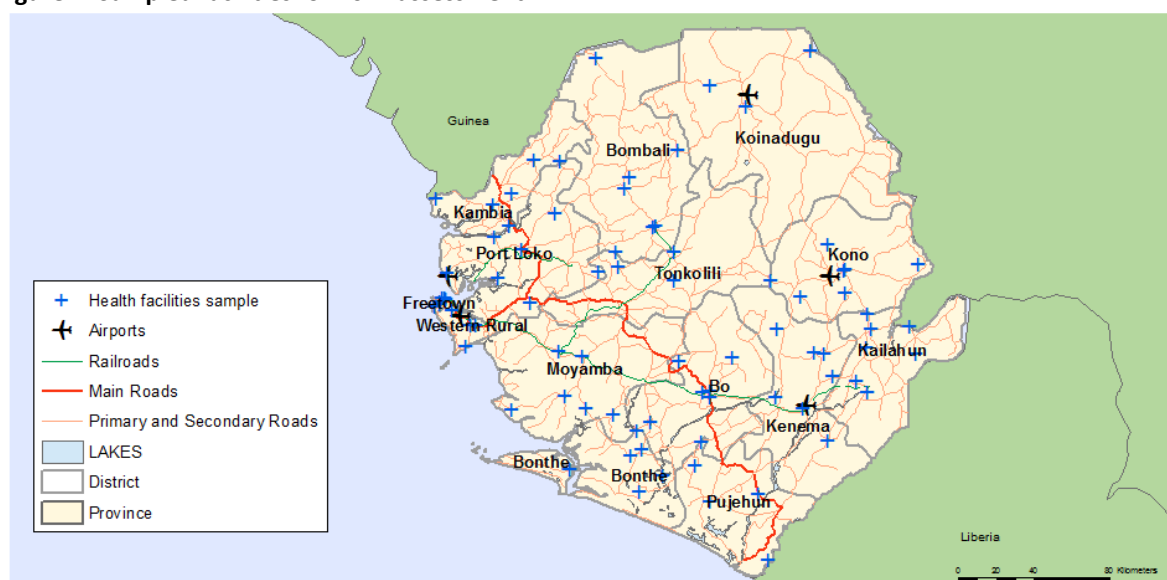 Guinea
Koinadugu
Bombali
Kambia
Port Loko
Kono
Tonkolili
Freetown
Western Rural
Kailahun
Moyamba
Bo
Kenema
Bonthe
Bonthe
Pujehun
Liberia
Health facilities sample
Airports
Railroads
Main Roads
Primary and Secondary Roads
LAKES
District
Province
0 20 40 80 Kilometers